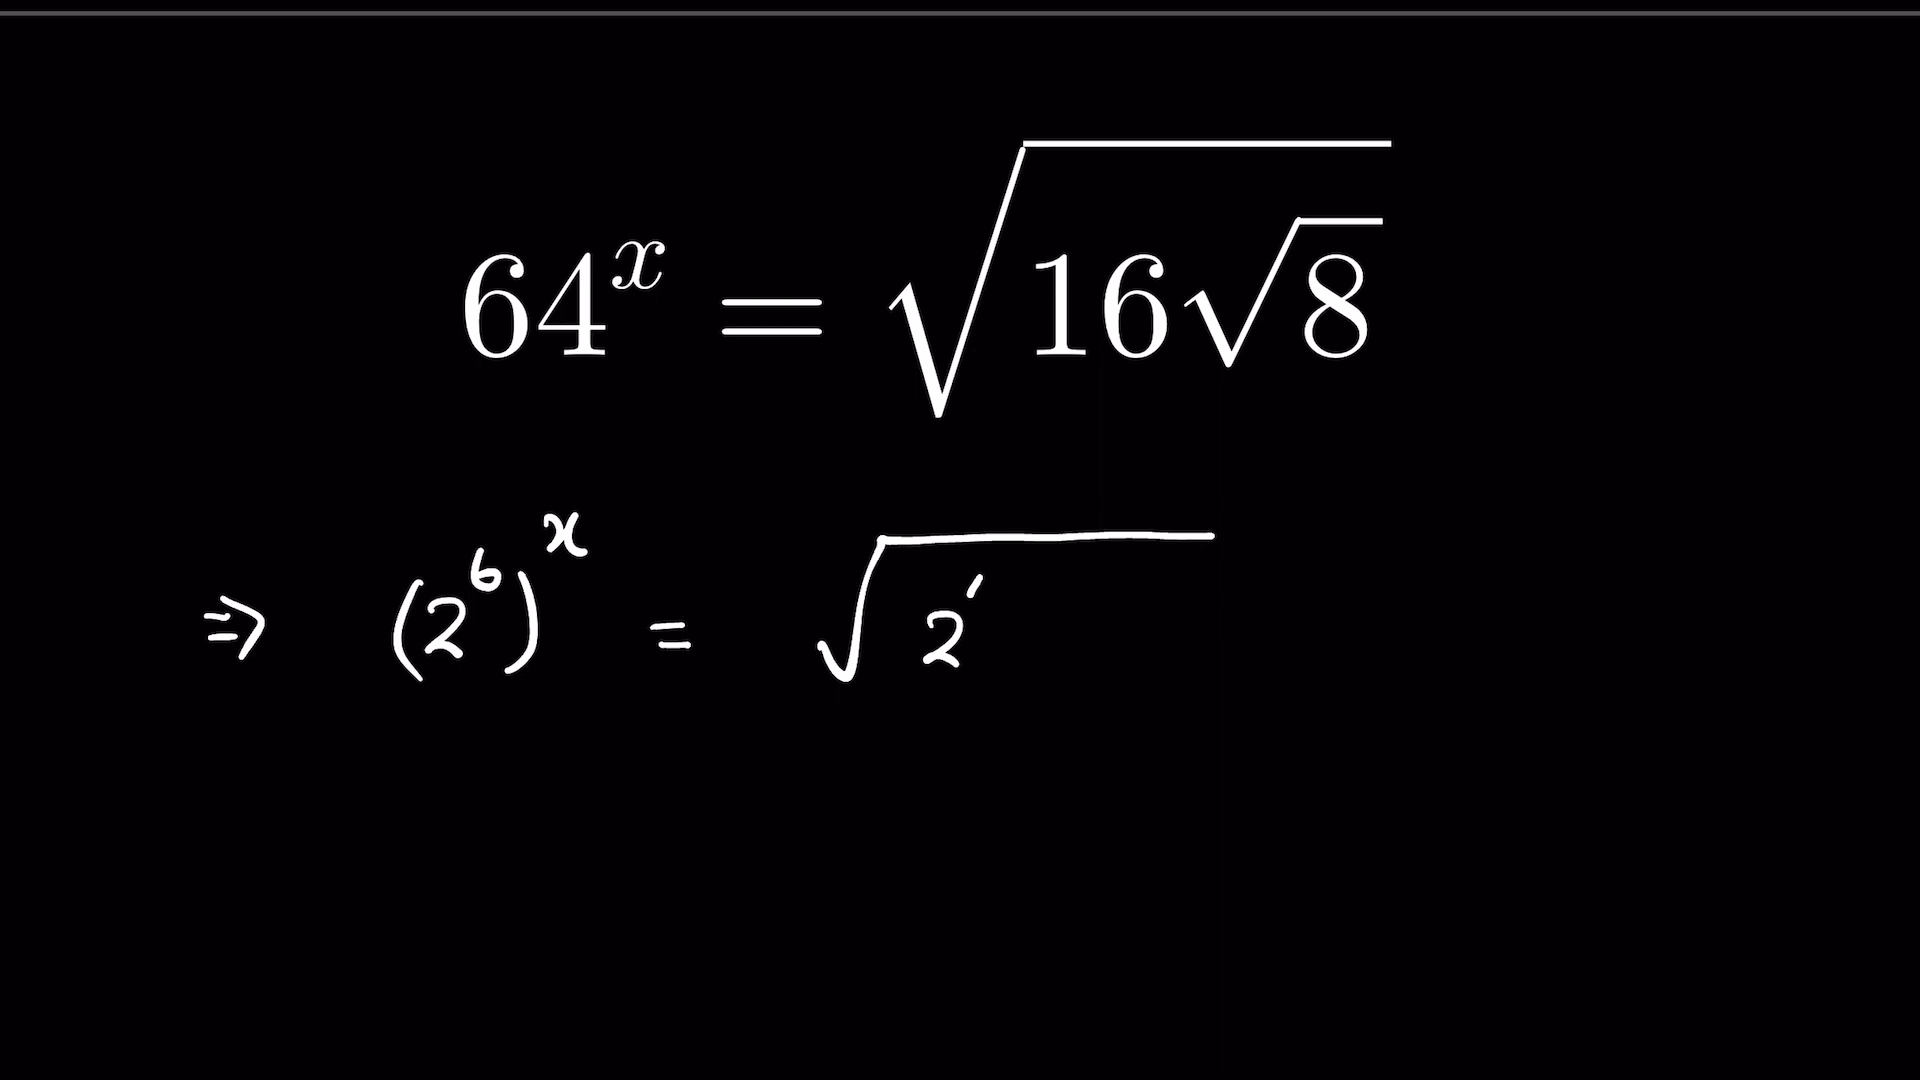 64^x = √(16√8)
⇒ (2^6)^x = √(2^′)